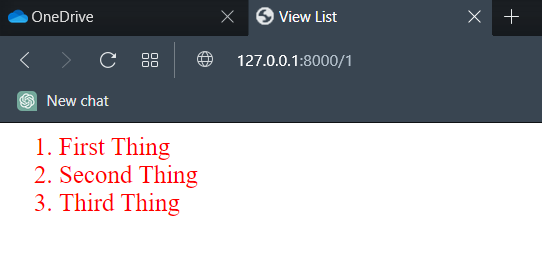 OneDrive
View List
127.0.0.1:8000/1
New chat
1. First Thing
2. Second Thing
3. Third Thing